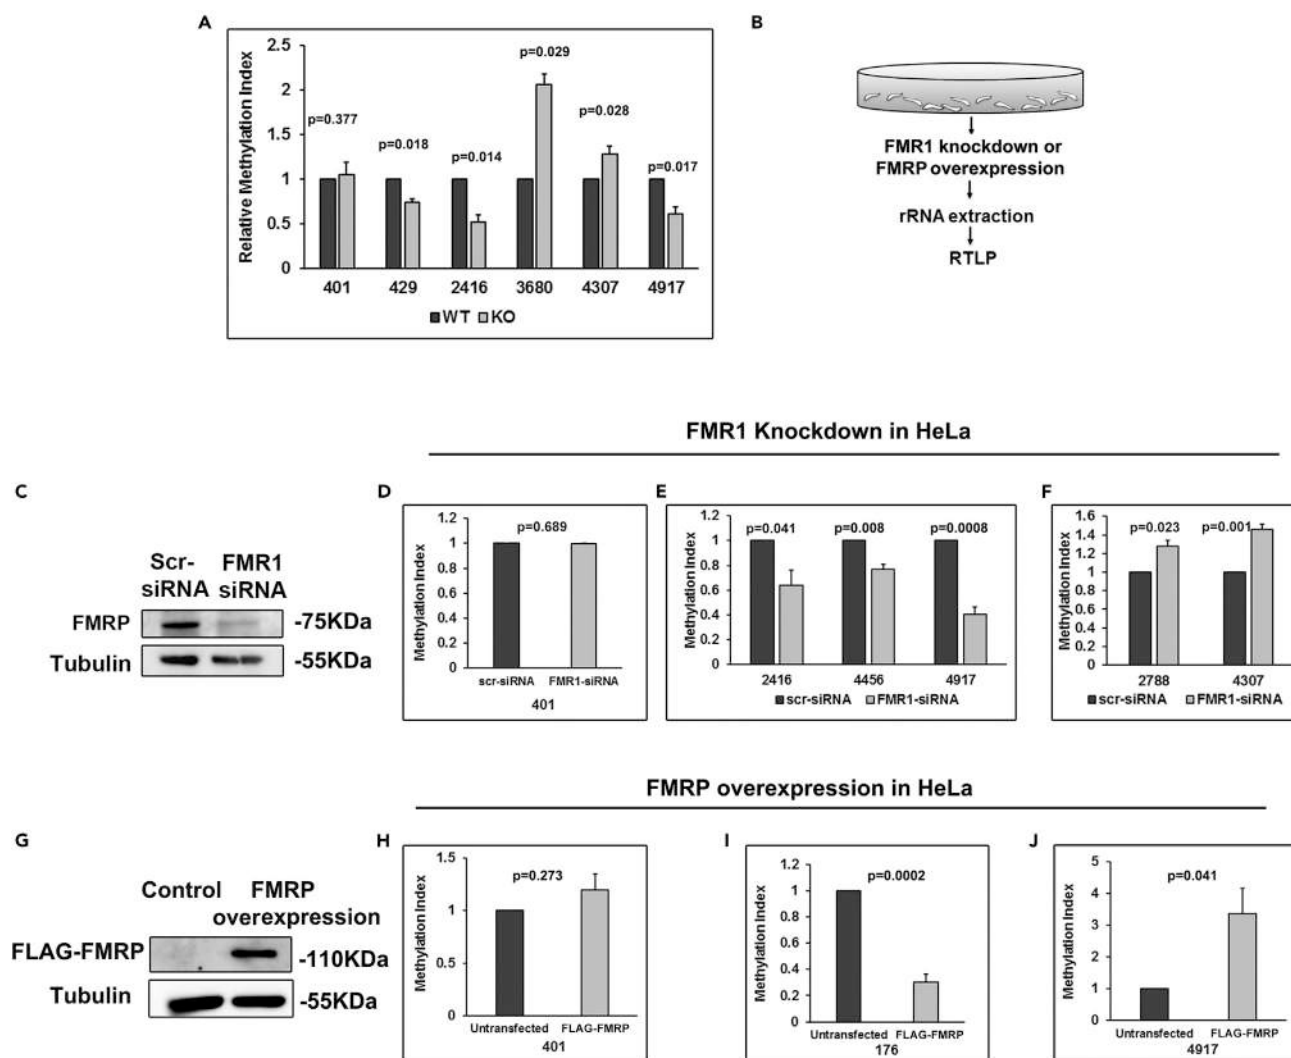 A
B
Relative Methylation Index
2.5
2
1.5
1
0.5
0
p=0.377
p=0.018
p=0.014
p=0.029
p=0.028
p=0.017
401 429 2416 3680 4307 4917
WT KO
FMR1 knockdown or
FMRP overexpression
rRNA extraction
RTLP
FMR1 Knockdown in HeLa
C
Scr-
siRNA
FMR1
siRNA
FMRP
-75KDa
Tubulin
-55KDa
D
Methylation Index
1.2
1
0.8
0.6
0.4
0.2
0
p=0.689
scr-siRNA FMR1-siRNA
401
E
Methylation Index
1.2
1
0.8
0.6
0.4
0.2
0
p=0.041 p=0.008 p=0.0008
2416 4456 4917
scr-siRNA FMR1-siRNA
F
Methylation Index
1.6
1.4
1.2
1
0.8
0.6
0.4
0.2
0
p=0.023 p=0.001
2788 4307
scr-siRNA FMR1-siRNA
FMRP overexpression in HeLa
G
Control
FMRP
overexpression
FLAG-FMRP
-110KDa
Tubulin
-55KDa
H
Methylation Index
1.5
1
0.5
0
p=0.273
Untransfected FLAG-FMRP
401
I
Methylation Index
1.2
1
0.8
0.6
0.4
0.2
0
p=0.0002
Untransfected FLAG-FMRP
176
J
Methylation Index
5
4
3
2
1
0
p=0.041
Untransfected FLAG-FMRP
4917